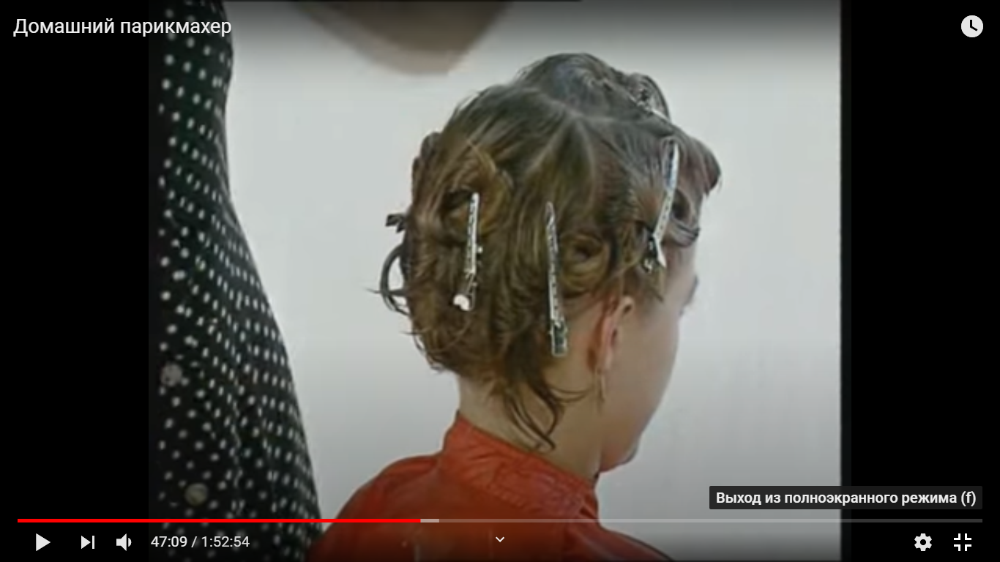 Домашний парикмахер
Выход из полноэкранного режима (f)
47:09 / 1:52:54